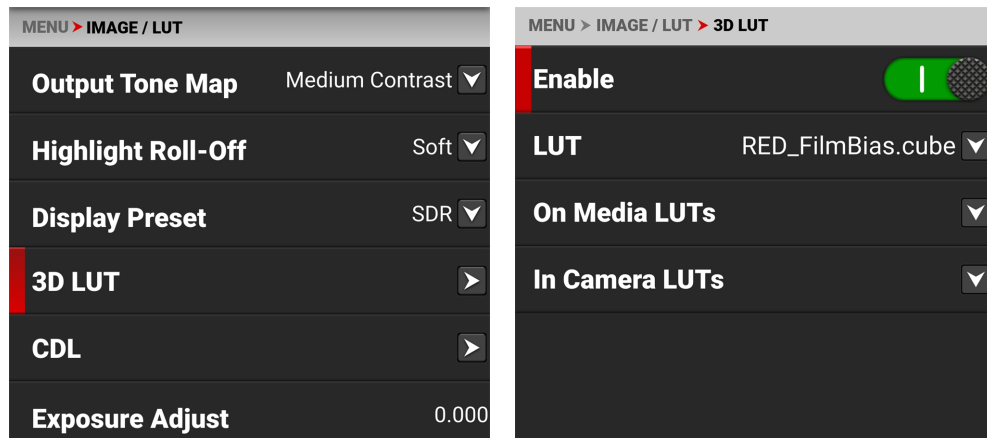 MENU > IMAGE / LUT
Output Tone Map Medium Contrast
Highlight Roll-Off Soft
Display Preset SDR
3D LUT
CDL
Exposure Adjust 0.000
MENU > IMAGE / LUT > 3D LUT
Enable
LUT RED_FilmBias.cube
On Media LUTs
In Camera LUTs